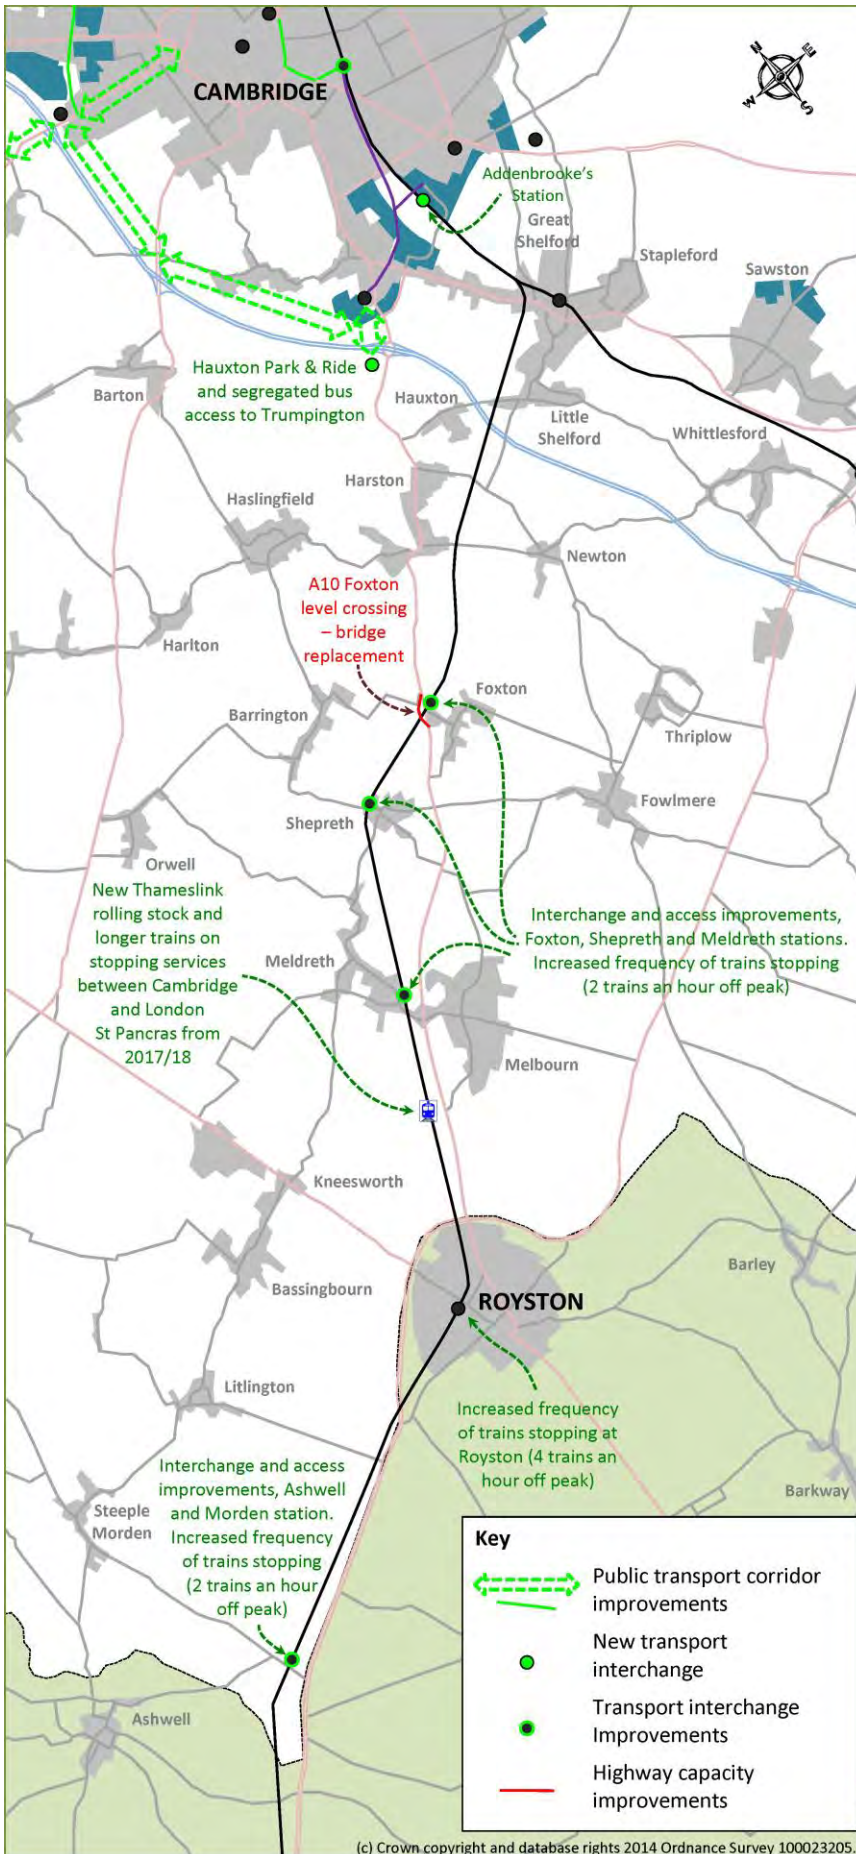 N
E
W
S
CAMBRIDGE
Addenbrooke's
Station
Great
Shelford
Stapleford
Sawston
Hauxton Park & Ride
and segregated bus
access to Trumpington
Barton
Hauxton
Little
Shelford
Whittlesford
Harston
Haslingfield
Newton
A10 Foxton
level crossing
– bridge
replacement
Harlton
Foxton
Barrington
Thriplow
Shepreth
Fowlmere
Orwell
New Thameslink
rolling stock and
longer trains on
stopping services
between Cambridge
and London
St Pancras from
2017/18
Interchange and access improvements,
Foxton, Shepreth and Meldreth stations.
Increased frequency of trains stopping
(2 trains an hour off peak)
Meldreth
Melbourn
Kneesworth
Bassingbourn
Barley
ROYSTON
Litlington
Increased frequency
of trains stopping at
Royston (4 trains an
hour off peak)
Interchange and access
improvements, Ashwell
and Morden station.
Increased frequency
of trains stopping
(2 trains an hour
off peak)
Steeple
Morden
Barkway
Ashwell
Key
Public transport corridor
improvements
New transport
interchange
Transport interchange
Improvements
Highway capacity
improvements
(c) Crown copyright and database rights 2014 Ordnance Survey 100023205.